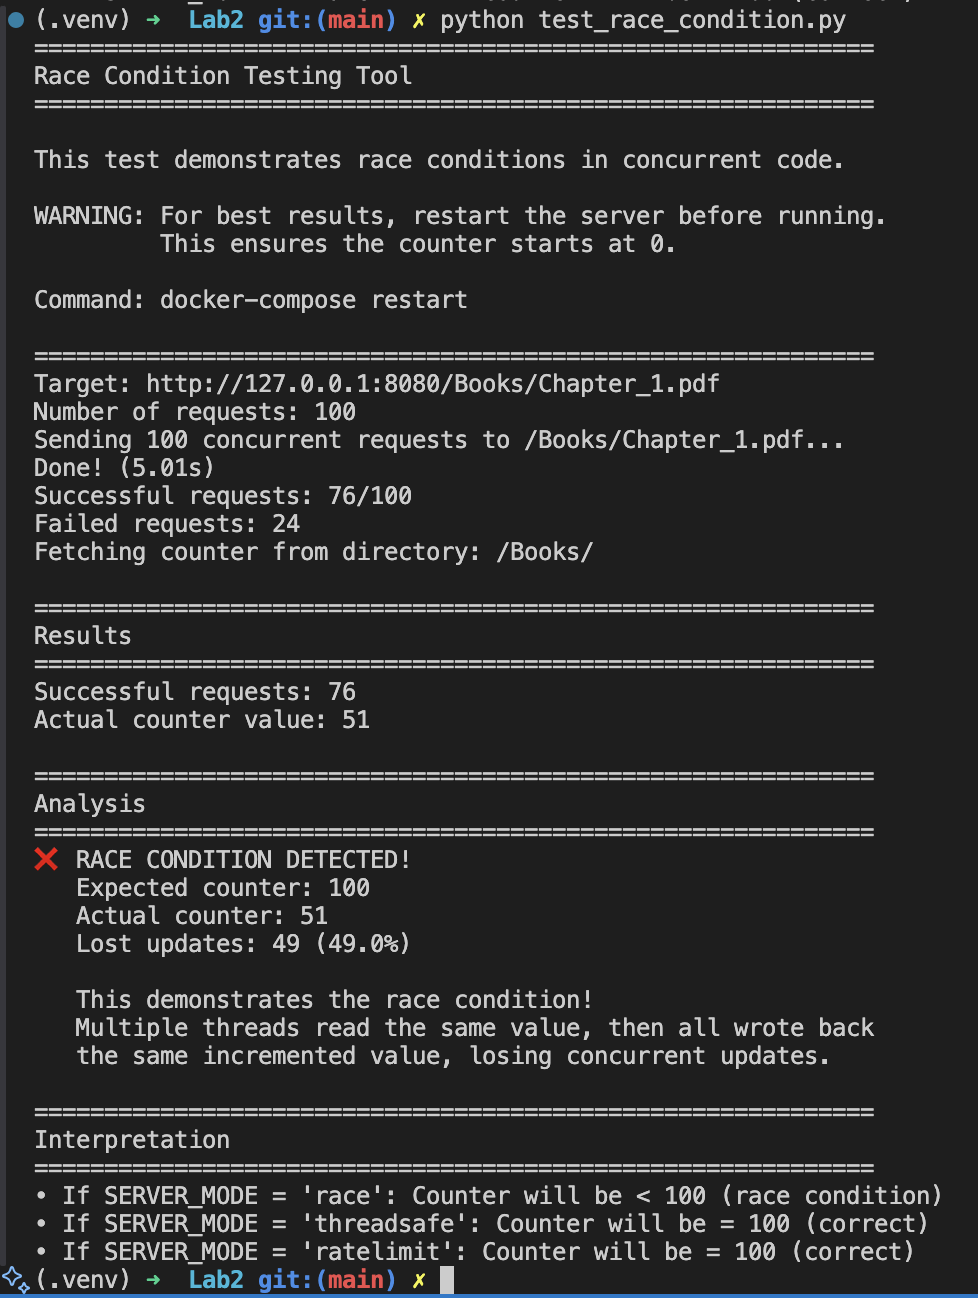 (.venv) ➜ Lab2 git:(main) ✗ python test_race_condition.py
============================================================
Race Condition Testing Tool
============================================================
This test demonstrates race conditions in concurrent code.
WARNING: For best results, restart the server before running.
This ensures the counter starts at 0.
Command: docker-compose restart
============================================================
Target: http://127.0.0.1:8080/Books/Chapter_1.pdf
Number of requests: 100
Sending 100 concurrent requests to /Books/Chapter_1.pdf...
Done! (5.01s)
Successful requests: 76/100
Failed requests: 24
Fetching counter from directory: /Books/
============================================================
Results
============================================================
Successful requests: 76
Actual counter value: 51
============================================================
Analysis
============================================================
❌ RACE CONDITION DETECTED!
Expected counter: 100
Actual counter: 51
Lost updates: 49 (49.0%)
This demonstrates the race condition!
Multiple threads read the same value, then all wrote back
the same incremented value, losing concurrent updates.
============================================================
Interpretation
============================================================
• If SERVER_MODE = 'race': Counter will be < 100 (race condition)
• If SERVER_MODE = 'threadsafe': Counter will be = 100 (correct)
• If SERVER_MODE = 'ratelimit': Counter will be = 100 (correct)
(.venv) ➜ Lab2 git:(main) ✗